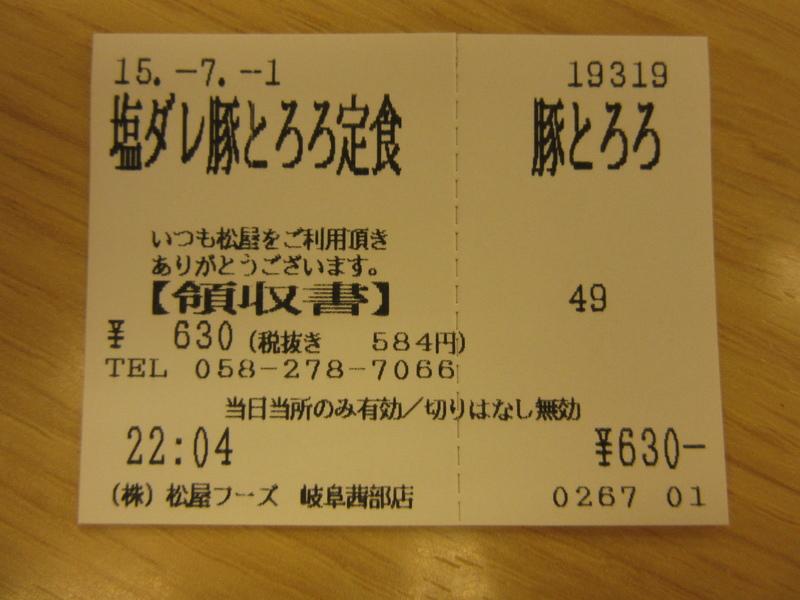 15.-7.-1 19319
塩ダレ豚とろろ定食 豚とろろ
いつも松屋をご利用頂き
ありがとうございます。
【領収書】 49
¥ 630 (税抜き 584円)
TEL 058-278-7066
当日当所のみ有効/切りはなし無効
22:04 ¥630-
(株)松屋フーズ 岐阜茜部店 0267 01